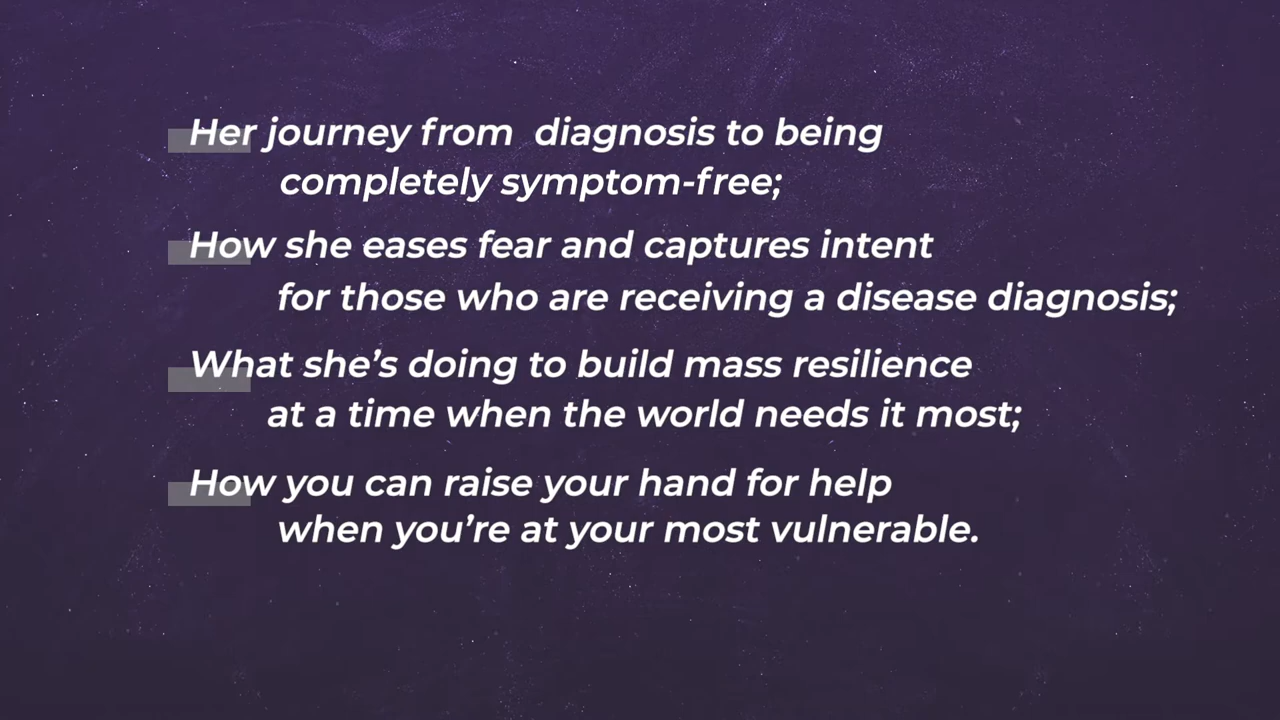 Her journey from  diagnosis to being
completely symptom-free;
How she eases fear and captures intent
for those who are receiving a disease diagnosis;
What she’s doing to build mass resilience
at a time when the world needs it most;
How you can raise your hand for help
when you’re at your most vulnerable.